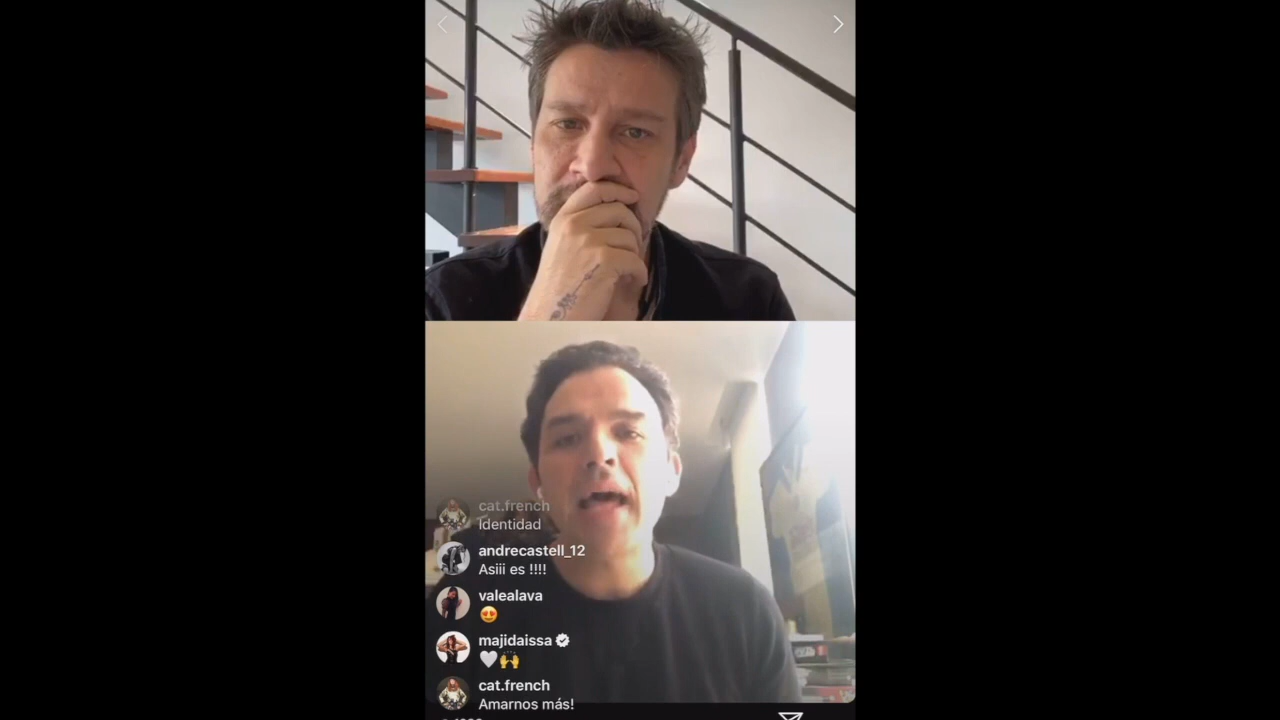 cat.french
Identidad
andrecastell_12
Asiii es !!!!
valealava
😍
majidaissa
🤍🙌
cat.french
Amarnos más!